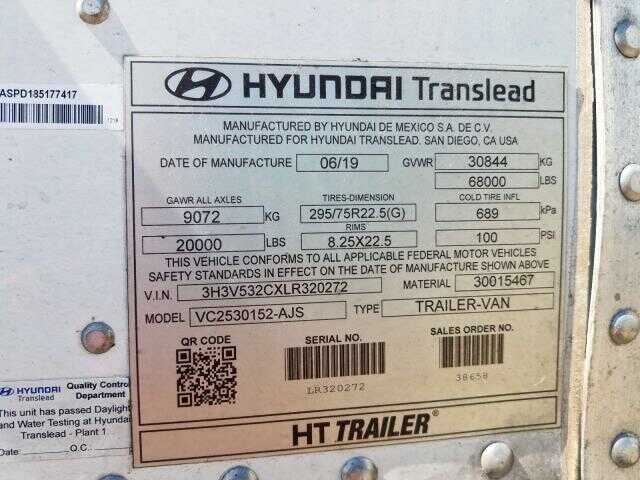 ASPD185177417
HYUNDAI Translead
MANUFACTURED BY HYUNDAI DE MEXICO S.A. DE C.V.
MANUFACTURED FOR HYUNDAI TRANSLEAD. SAN DIEGO, CA USA
DATE OF MANUFACTURE 06/19 GVWR 30844 KG
68000 LBS
GAWR ALL AXLES TIRES-DIMENSION COLD TIRE INFL
9072 KG 295/75R22.5(G) 689 kPa
RIMS
20000 LBS 8.25X22.5 100 PSI
THIS VEHICLE CONFORMS TO ALL APPLICABLE FEDERAL MOTOR VEHICLES
SAFETY STANDARDS IN EFFECT ON THE DATE OF MANUFACTURE SHOWN ABOVE
V.I.N. 3H3V532CXLR320272 MATERIAL 30015467
MODEL VC2530152-AJS TYPE TRAILER-VAN
QR CODE SERIAL NO. SALES ORDER NO.
LR320272 38658
HT TRAILER®
HYUNDAI Translead Quality Control Department
This unit has passed Daylight
and Water Testing at Hyundai
Translead - Plant 1
Date Q.C.